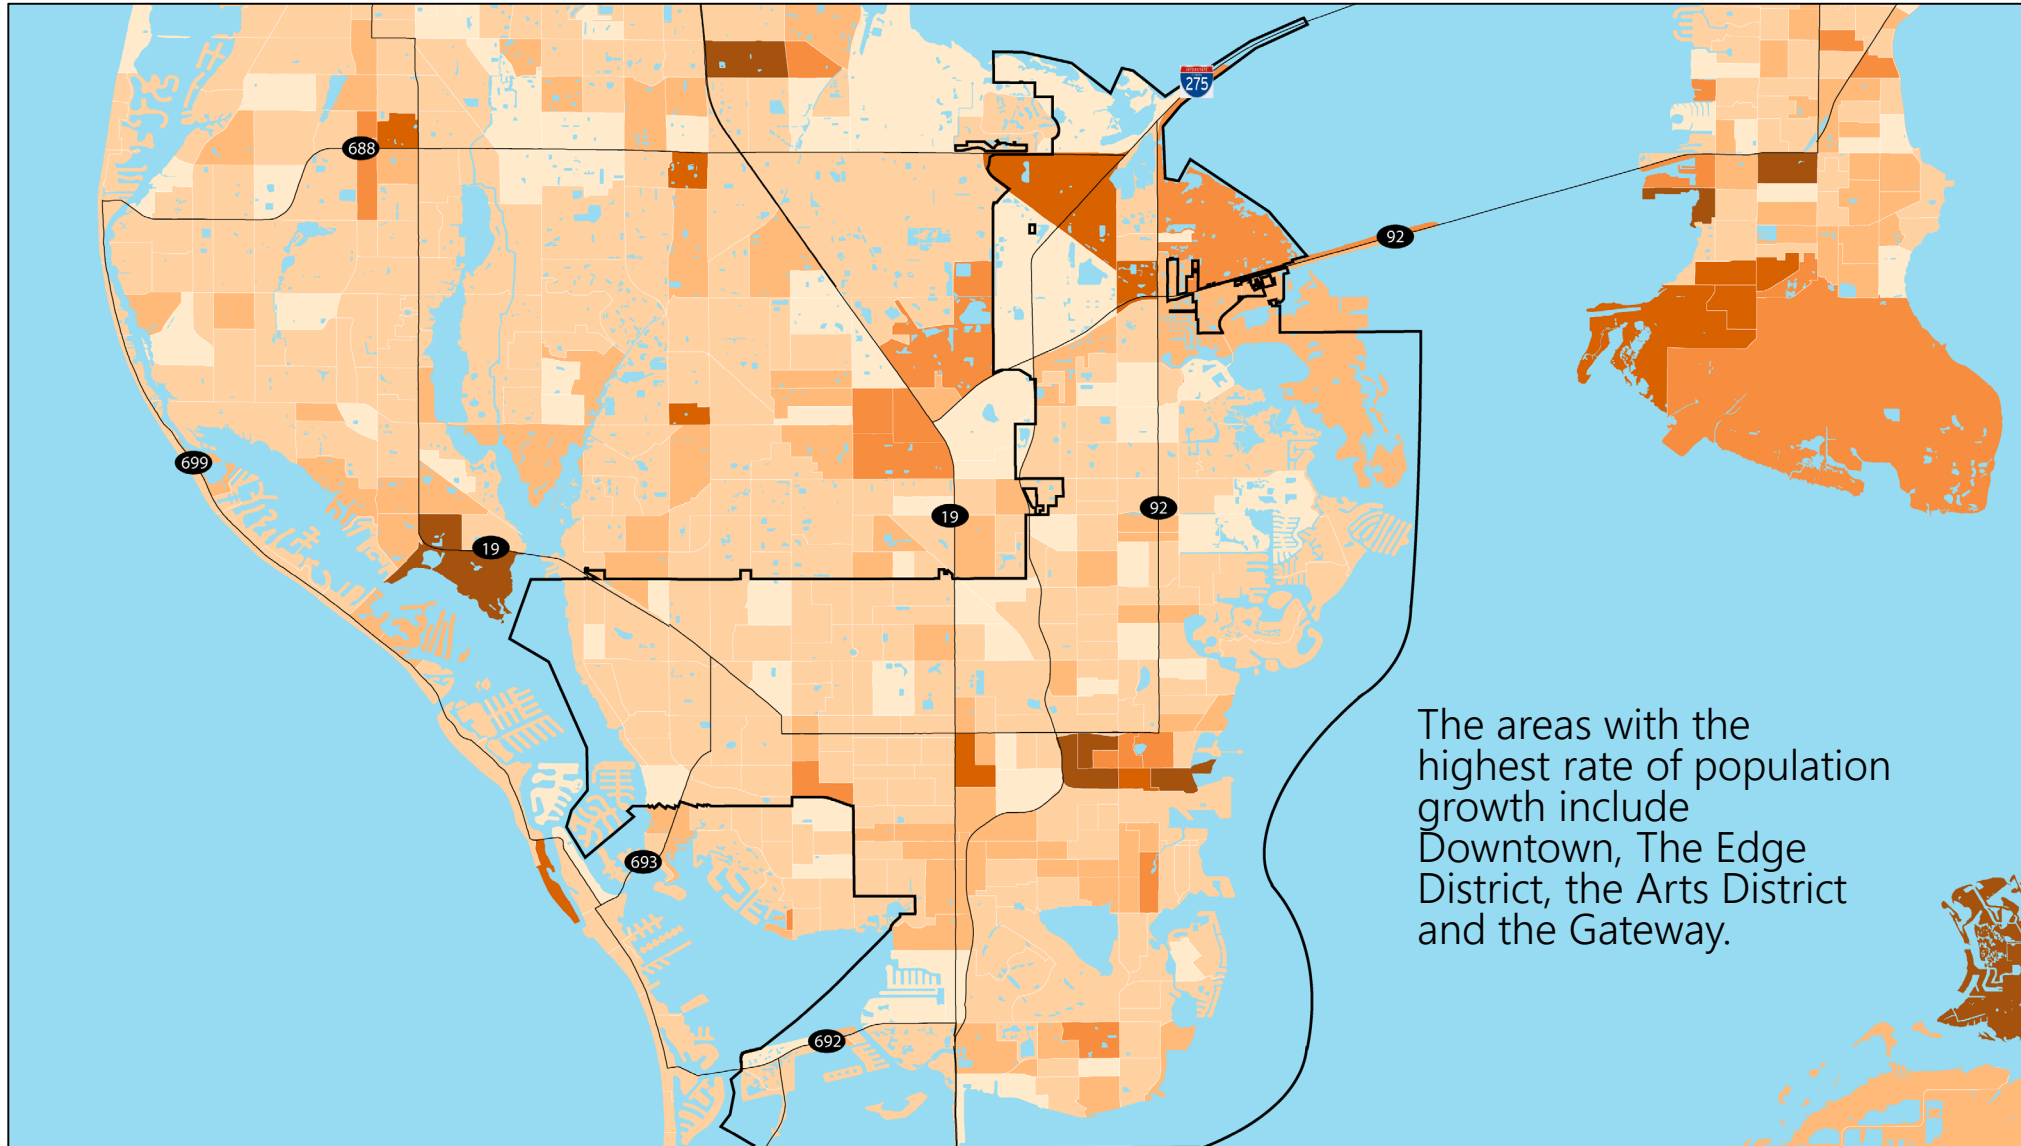 INTERSTATE
275
688
92
699
19
92
19
The areas with the
highest rate of population
growth include
Downtown, The Edge
District, the Arts District
and the Gateway.
693
692